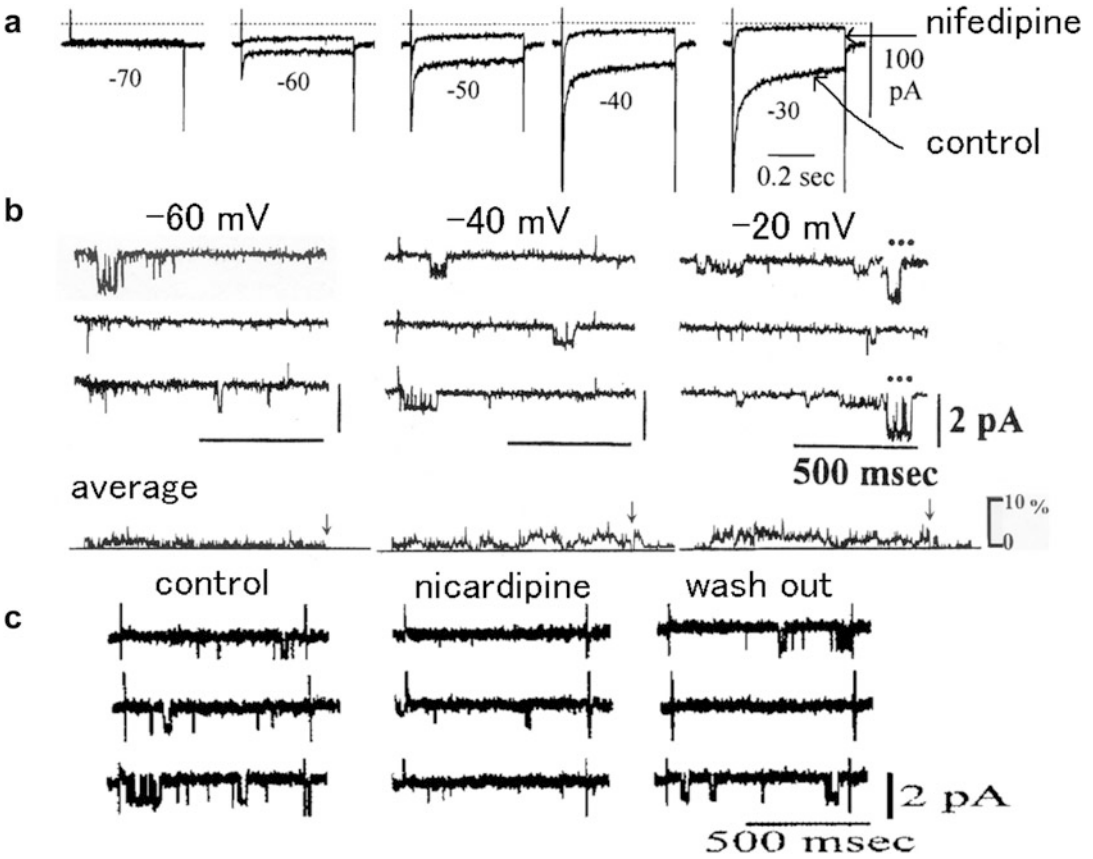 a
nifedipine
-70
-60
-50
-40
-30
100
pA
control
0.2 sec
b
-60 mV
-40 mV
-20 mV
2 pA
500 msec
average
10 %
0
control
nicardipine
wash out
c
2 pA
500 msec